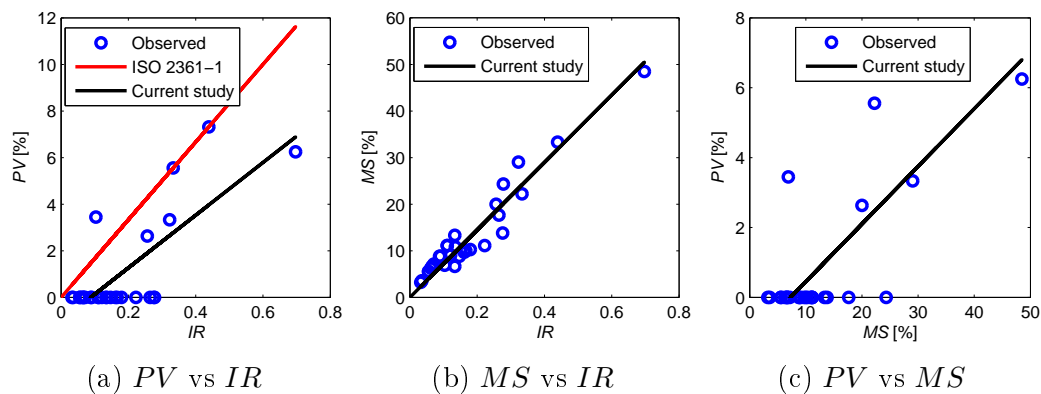 12
10
8
6
4
2
0
PV [%]
Observed
ISO 2361−1
Current study
0 0.2 0.4 0.6 0.8
IR
(a) PV vs IR
60
50
40
30
20
10
0
MS [%]
Observed
Current study
0 0.2 0.4 0.6 0.8
IR
(b) MS vs IR
8
6
4
2
0
PV [%]
Observed
Current study
0 10 20 30 40 50
MS [%]
(c) PV vs MS